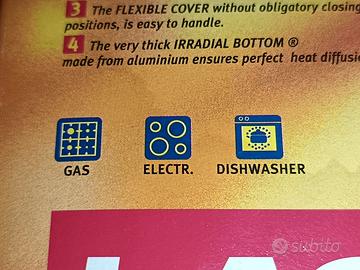 3 The FLEXIBLE COVER without obligatory closing
positions, is easy to handle.
4 The very thick IRRADIAL BOTTOM ®
made from aluminium ensures perfect heat diffusi
GAS
ELECTR.
DISHWASHER
subito